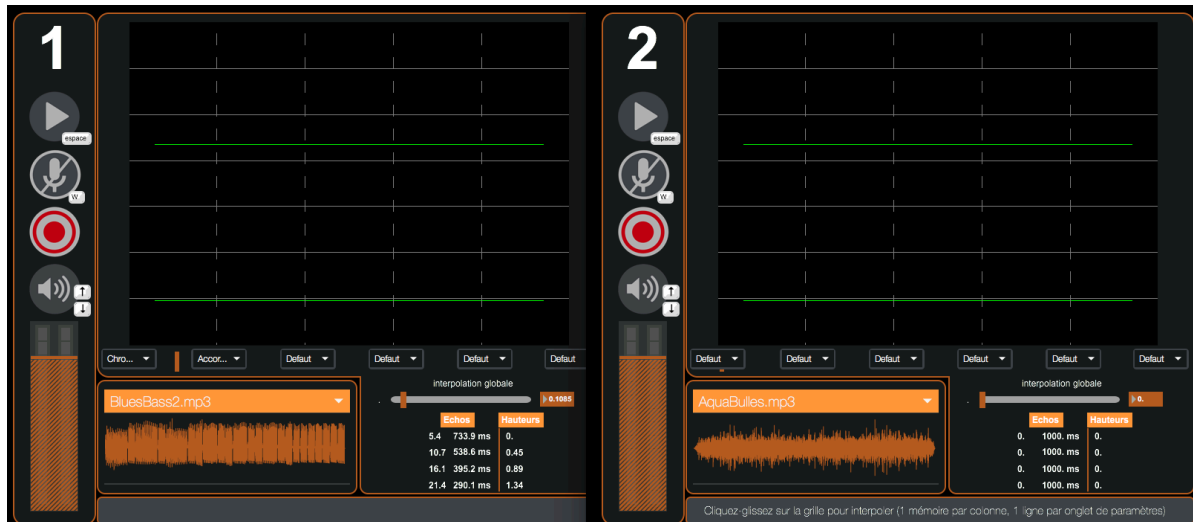 1
espace
W
↑
↓
Chro...
Accor...
Defaut
Defaut
Defaut
Defaut
BluesBass2.mp3
interpolation globale
0.1085
Echos Hauteurs
5.4 733.9 ms 0.
10.7 538.6 ms 0.45
16.1 395.2 ms 0.89
21.4 290.1 ms 1.34
2
espace
W
↑
↓
Defaut
Defaut
Defaut
Defaut
Defaut
Defaut
AquaBulles.mp3
interpolation globale
0.
Echos Hauteurs
0. 1000. ms 0.
0. 1000. ms 0.
0. 1000. ms 0.
0. 1000. ms 0.
Cliquez-glissez sur la grille pour interpoler (1 mémoire par colonne, 1 ligne par onglet de paramètres)